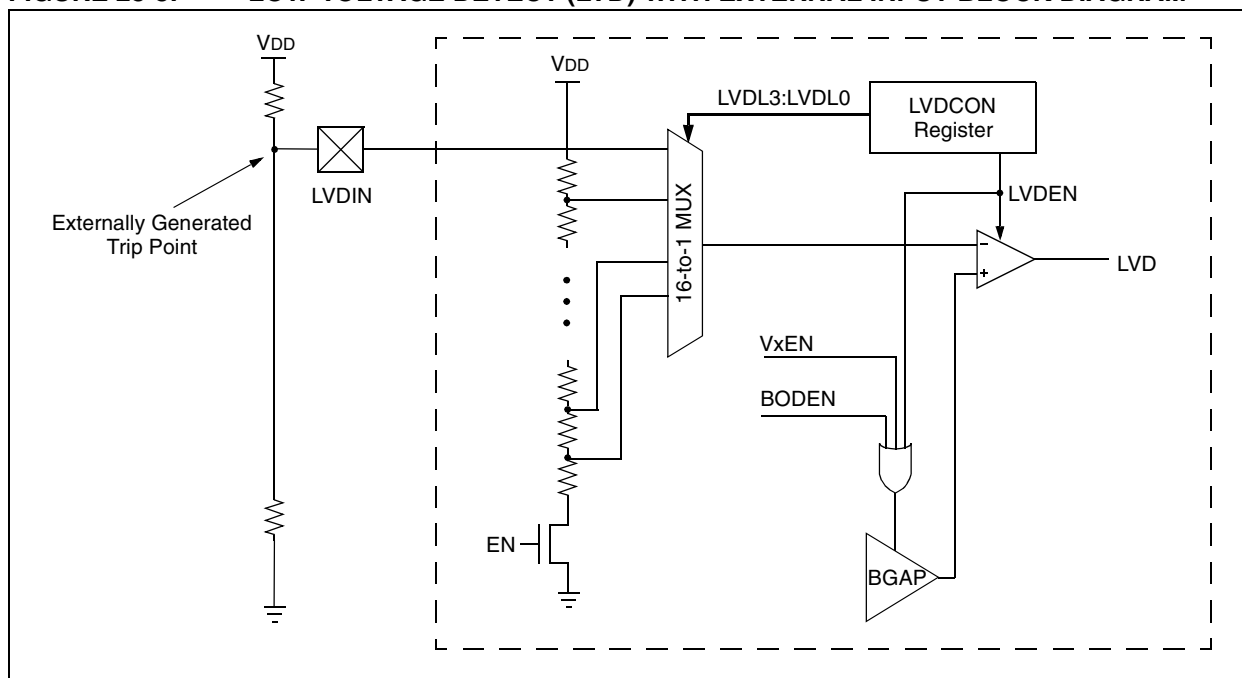 VDD
VDD
LVDL3:LVDL0
LVDCON
Register
LVDIN
LVDEN
Externally Generated
Trip Point
16-to-1 MUX
–
+
LVD
VxEN
BODEN
EN
BGAP